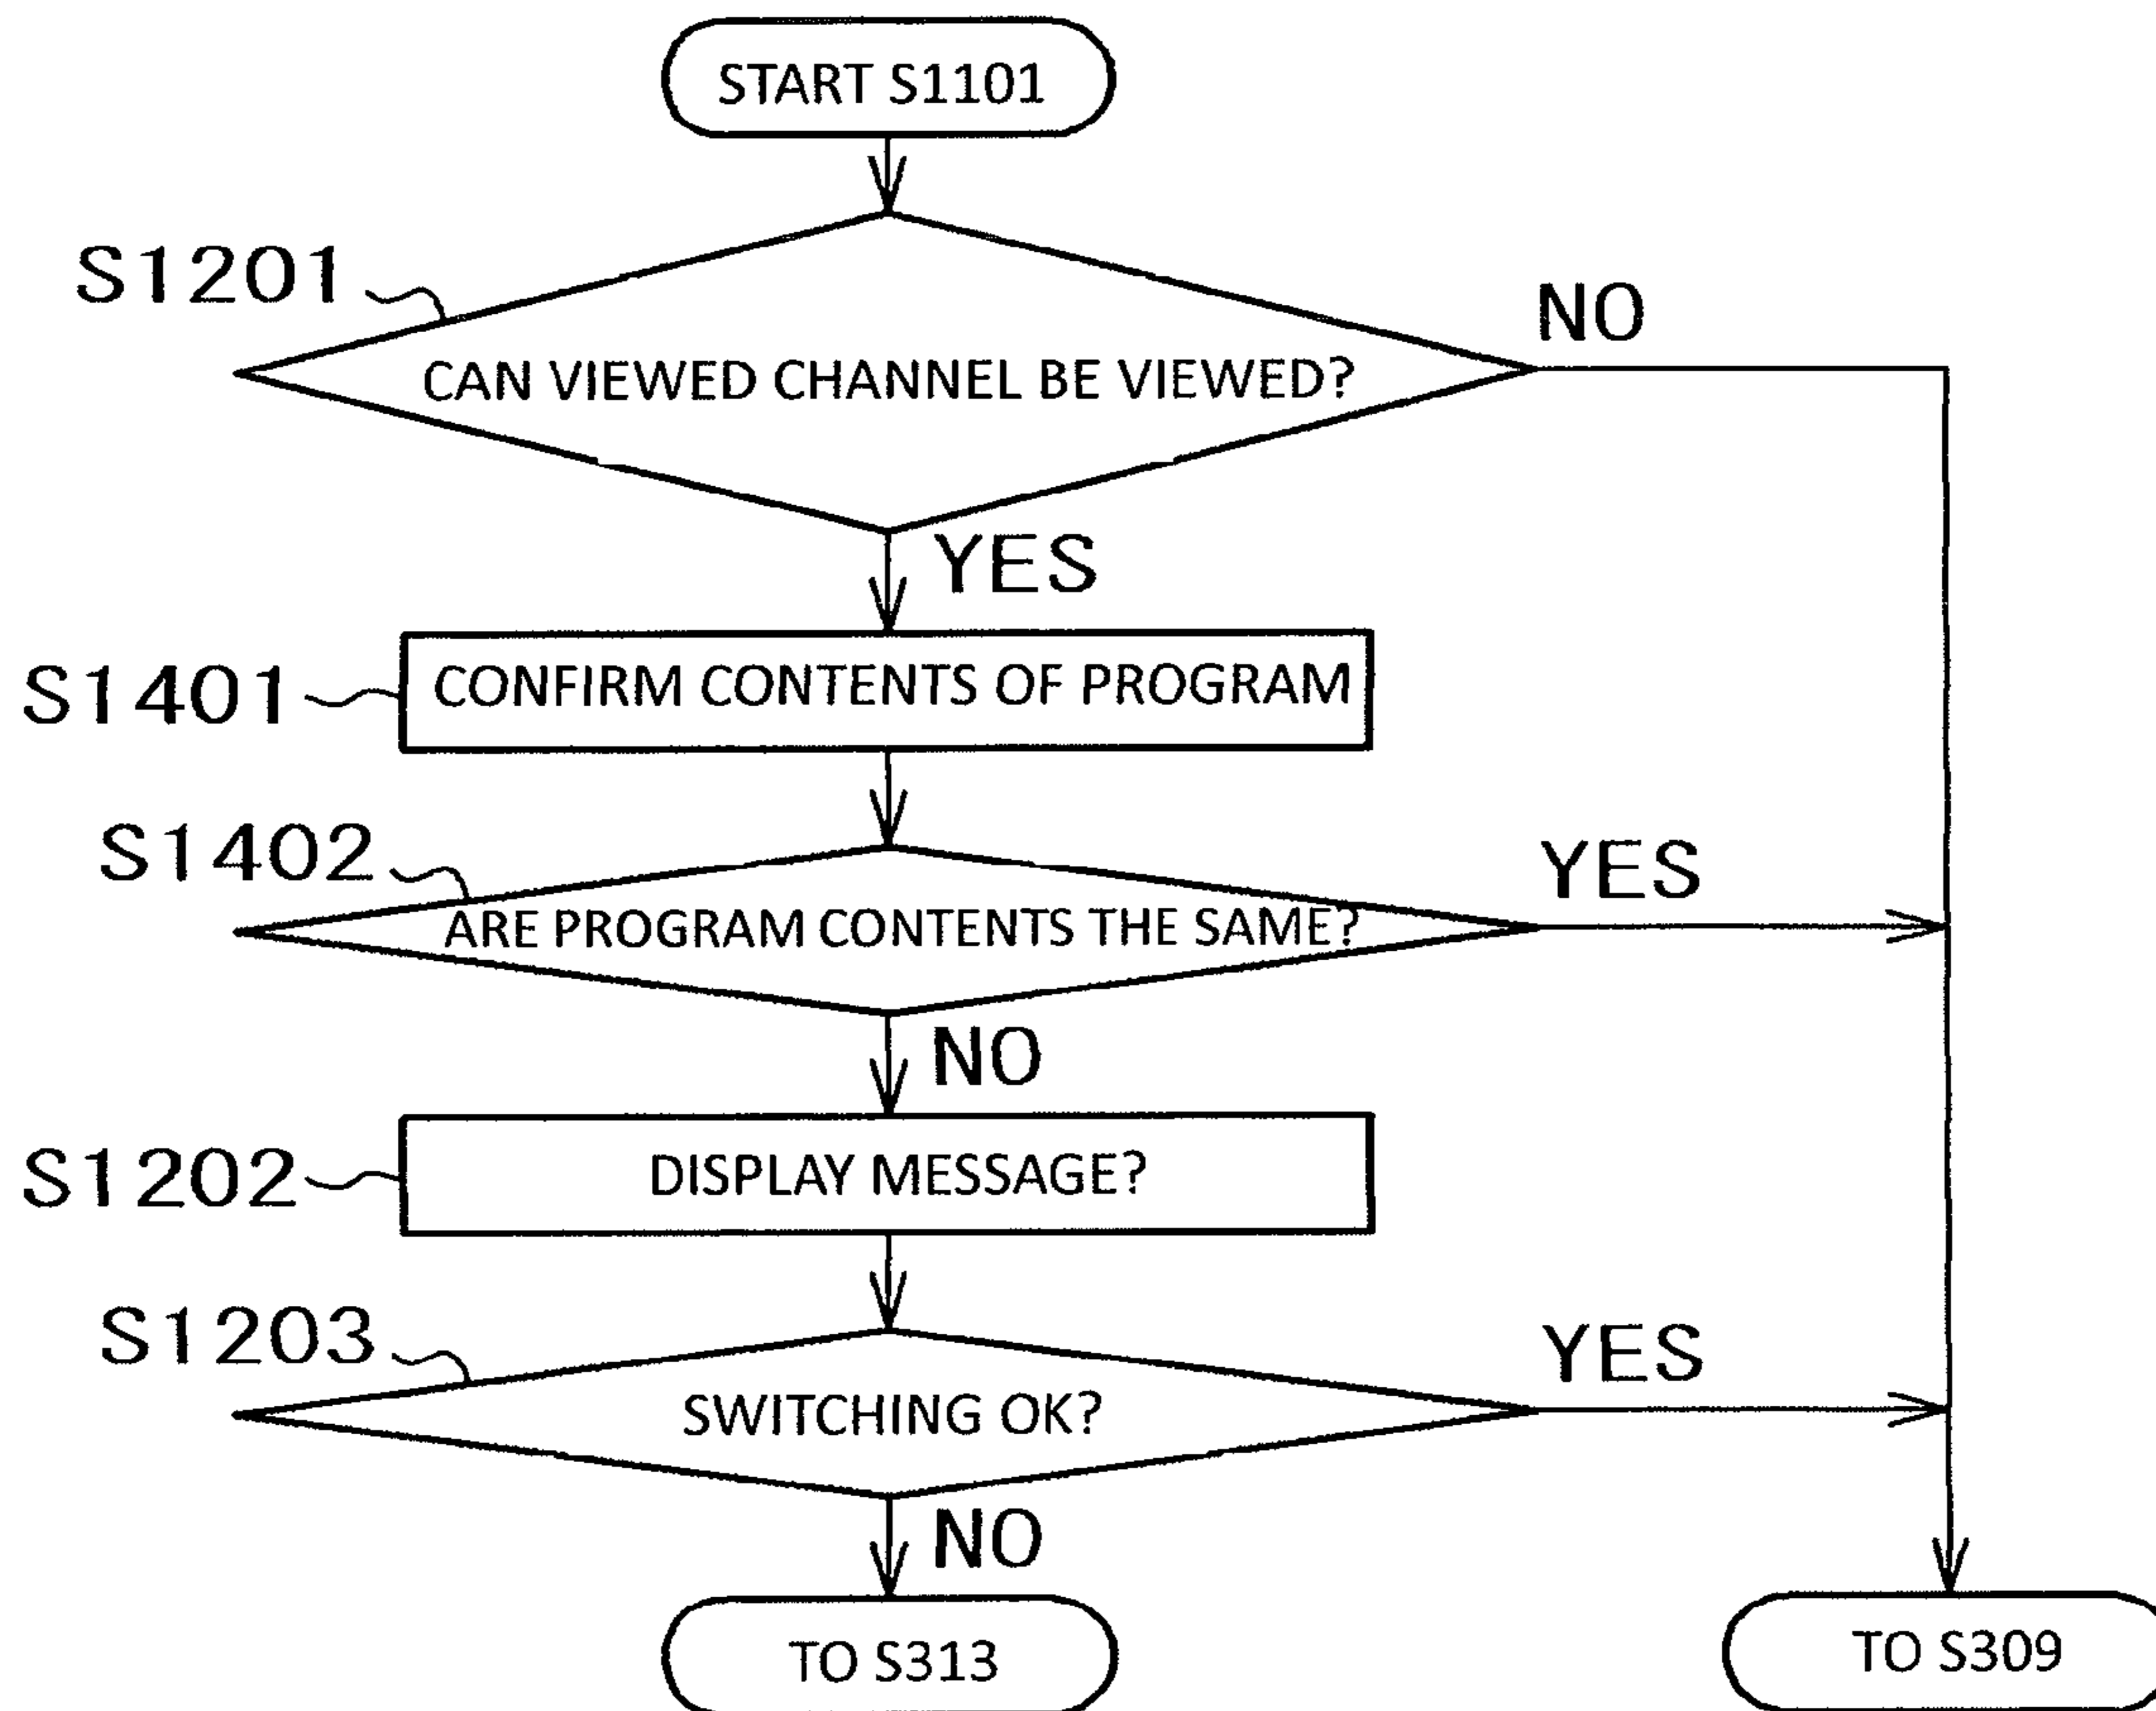 START S1101
S1201
CAN VIEWED CHANNEL BE VIEWED?
NO
YES
S1401
CONFIRM CONTENTS OF PROGRAM
S1402
ARE PROGRAM CONTENTS THE SAME?
YES
NO
S1202
DISPLAY MESSAGE?
S1203
SWITCHING OK?
YES
NO
TO S313
TO S309